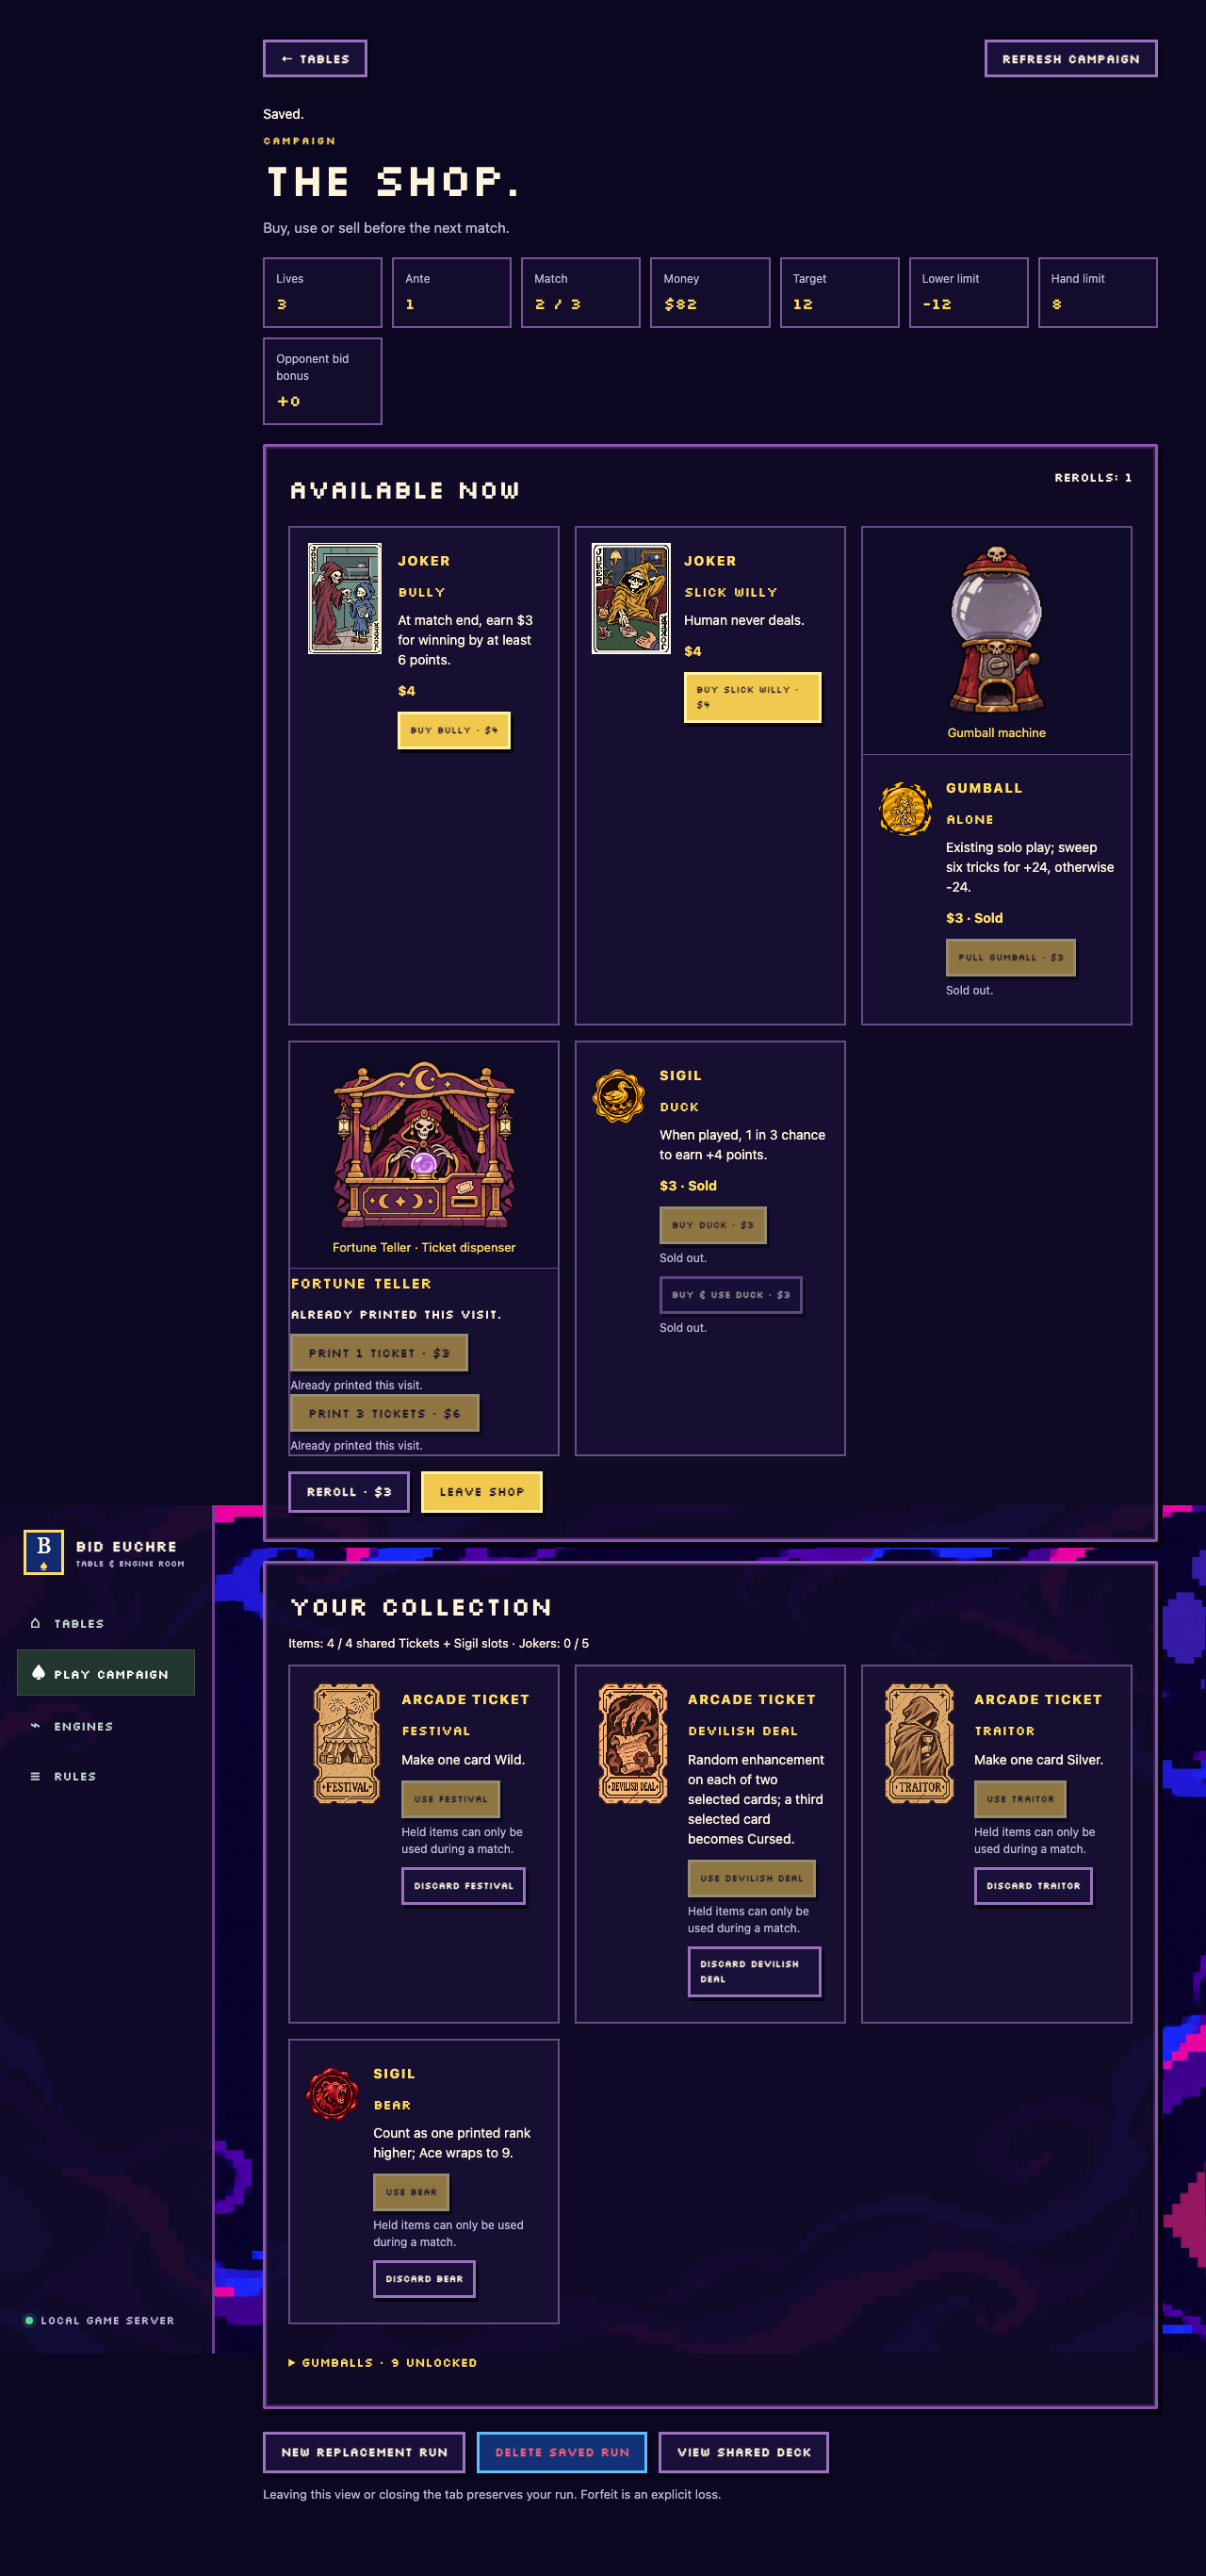 ← TABLES
REFRESH CAMPAIGN
Saved.
CAMPAIGN
THE SHOP.
Buy, use or sell before the next match.
Lives
3
Ante
1
Match
2 / 3
Money
$82
Target
12
Lower limit
-12
Hand limit
8
Opponent bid
bonus
+0
AVAILABLE NOW
REROLLS: 1
JOKER
JOKER
JOKER
BULLY
At match end, earn $3
for winning by at least
6 points.
$4
BUY BULLY · $4
JOKER
JOKER
JOKER
SLICK WILLY
Human never deals.
$4
BUY SLICK WILLY ·
$4
Gumball machine
GUMBALL
ALONE
Existing solo play; sweep
six tricks for +24, otherwise
-24.
$3 · Sold
PULL GUMBALL · $3
Sold out.
Fortune Teller · Ticket dispenser
FORTUNE TELLER
ALREADY PRINTED THIS VISIT.
PRINT 1 TICKET · $3
Already printed this visit.
PRINT 3 TICKETS · $6
Already printed this visit.
SIGIL
DUCK
When played, 1 in 3 chance
to earn +4 points.
$3 · Sold
BUY DUCK · $3
Sold out.
BUY & USE DUCK · $3
Sold out.
REROLL · $3
LEAVE SHOP
B
BID EUCHRE
TABLE & ENGINE ROOM
TABLES
PLAY CAMPAIGN
ENGINES
RULES
LOCAL GAME SERVER
YOUR COLLECTION
Items: 4 / 4 shared Tickets + Sigil slots · Jokers: 0 / 5
FESTIVAL
ARCADE TICKET
FESTIVAL
Make one card Wild.
USE FESTIVAL
Held items can only be
used during a match.
DISCARD FESTIVAL
DEVILISH DEAL
ARCADE TICKET
DEVILISH DEAL
Random enhancement
on each of two
selected cards; a third
selected card
becomes Cursed.
USE DEVILISH DEAL
Held items can only be
used during a match.
DISCARD DEVILISH
DEAL
TRAITOR
ARCADE TICKET
TRAITOR
Make one card Silver.
USE TRAITOR
Held items can only be
used during a match.
DISCARD TRAITOR
SIGIL
BEAR
Count as one printed rank
higher; Ace wraps to 9.
USE BEAR
Held items can only be used
during a match.
DISCARD BEAR
▶ GUMBALLS · 9 UNLOCKED
NEW REPLACEMENT RUN
DELETE SAVED RUN
VIEW SHARED DECK
Leaving this view or closing the tab preserves your run. Forfeit is an explicit loss.